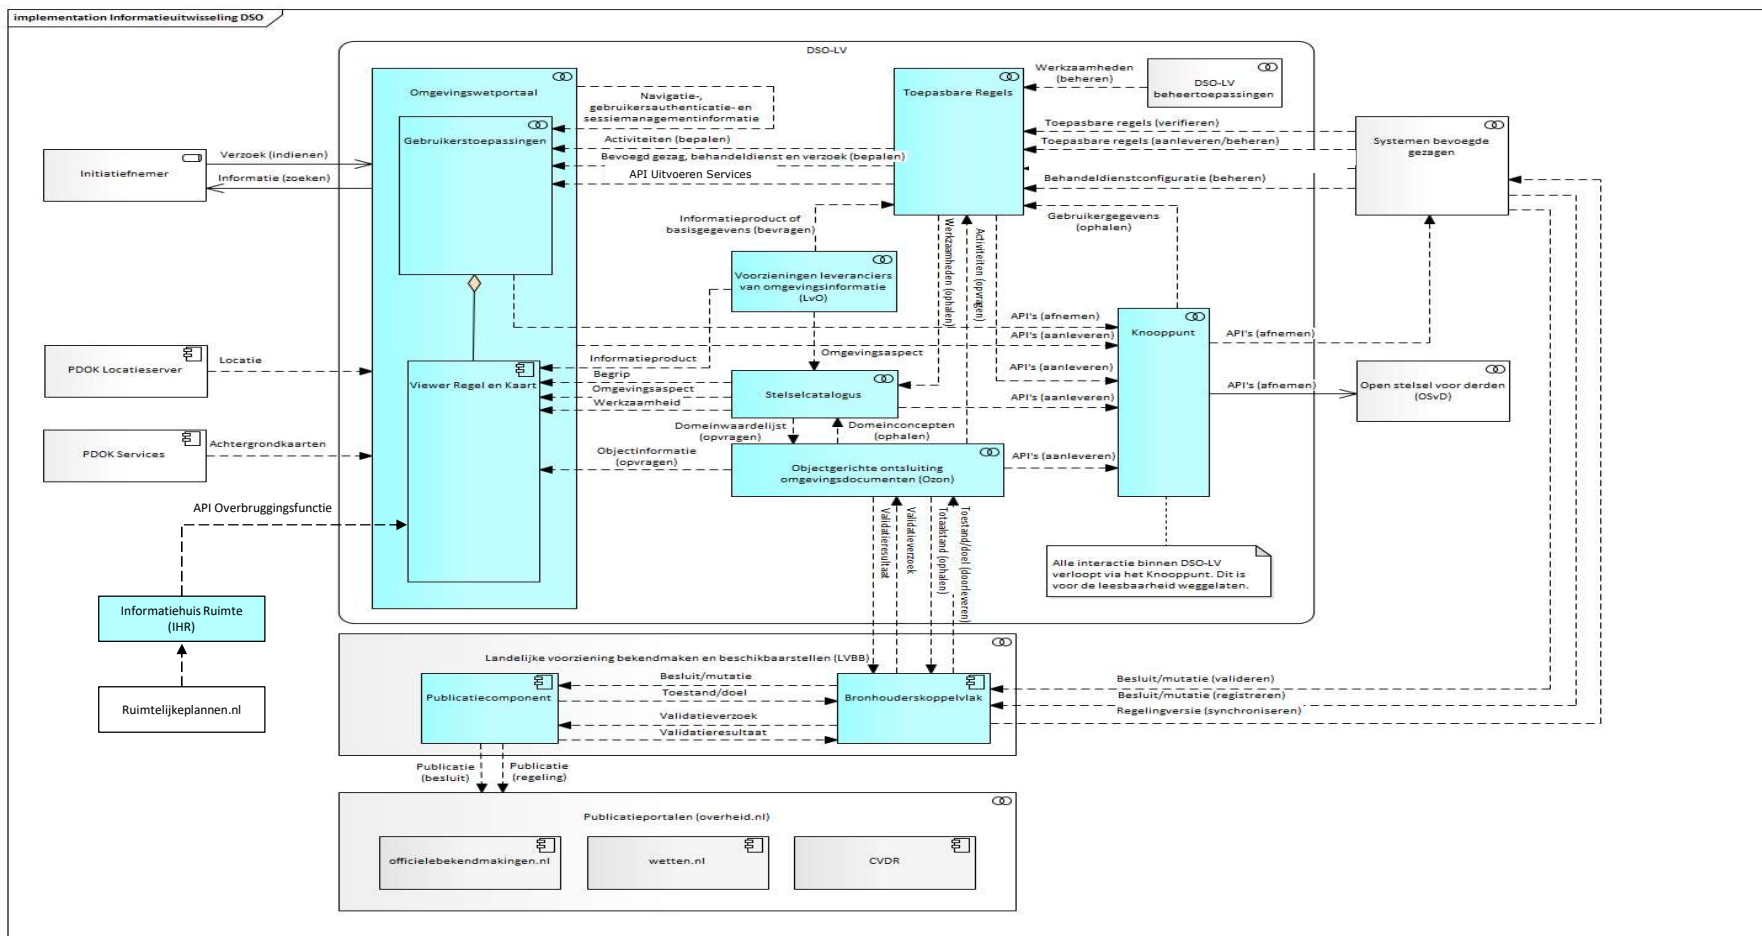 implementation Informatieuitwisseling DSO
DSO-LV
Omgevingswetportaal
Navigatie-,
gebruikersauthenticatie- en
sessiemanagementinformatie
Toepasbare Regels
Werkzaamheden
(beheren)
DSO-LV
beheertoepassingen
Gebruikerstoepassingen
Activiteiten (bepalen)
Bevoegd gezag, behandeldienst en verzoek (bepalen)
API Uitvoeren Services
Toepasbare regels (verifieren)
Toepasbare regels (aanleveren/beheren)
Behandeldienstconfiguratie (beheren)
Systemen bevoegde
gezagen
Initiatiefnemer
Verzoek (indienen)
Informatie (zoeken)
Informatieproduct of
basisgegevens (bevragen)
Werkzaamheden (ophalen)
Activiteiten (opvragen)
Gebruikergegevens
(ophalen)
Voorzieningen leveranciers
van omgevingsinformatie
(LvO)
API's (afnemen)
API's (aanleveren)
Knooppunt
API's (afnemen)
PDOK Locatieserver
Locatie
Informatieproduct
Omgevingsaspect
API's (aanleveren)
Viewer Regel en Kaart
Begrip
Omgevingsaspect
Werkzaamheid
Stelselcatalogus
API's (aanleveren)
API's (afnemen)
Open stelsel voor derden
(OSvD)
Domeinwaardelijst
(opvragen)
Domeinconcepten
(ophalen)
PDOK Services
Achtergrondkaarten
Objectinformatie
(opvragen)
Objectgerichte ontsluiting
omgevingsdocumenten (Ozon)
API's (aanleveren)
API Overbruggingsfunctie
Validatieresultaat
Validatieverzoek
Totaalstand (ophalen)
Toestand/doel (doorleveren)
Alle interactie binnen DSO-LV
verloopt via het Knooppunt. Dit is
voor de leesbaarheid weggelaten.
Informatiehuis Ruimte
(IHR)
Ruimtelijkeplannen.nl
Landelijke voorziening bekendmaken en beschikbaarstellen (LVBB)
Publicatiecomponent
Besluit/mutatie
Toestand/doel
Validatieverzoek
Validatieresultaat
Bronhouderskoppelvlak
Besluit/mutatie (valideren)
Besluit/mutatie (registreren)
Regelingversie (synchroniseren)
Publicatie
(besluit)
Publicatie
(regeling)
Publicatieportalen (overheid.nl)
officielebekendmakingen.nl
wetten.nl
CVDR